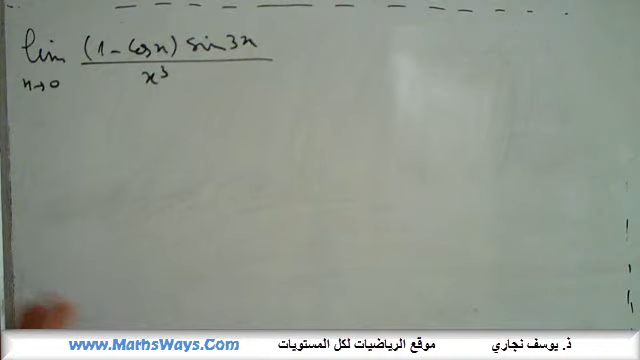 lim (1 - cos x) sin 3x
x→0 x³
www.MathsWays.Com موقع الرياضيات لكل المستويات ذ. يوسف نجاري